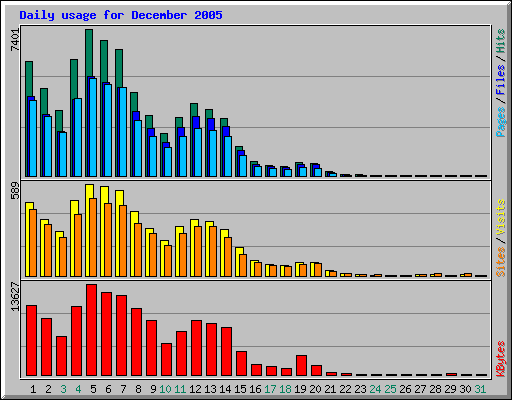 Daily usage for December 2005
7401
Pages / Files / Hits
589
Sites / Visits
13627
KBytes
1 2 3 4 5 6 7 8 9 10 11 12 13 14 15 16 17 18 19 20 21 22 23 24 25 26 27 28 29 30 31